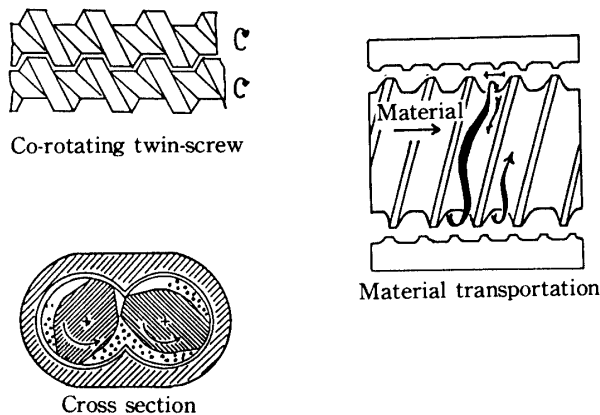 Co-rotating twin-screw
Material
Material transportation
Cross section